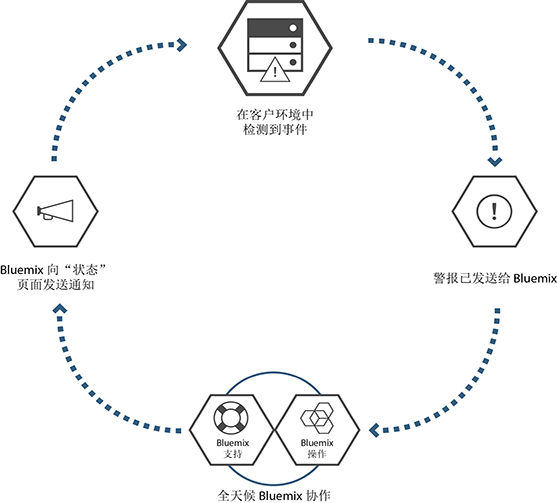 在客户环境中
检测到事件
Bluemix 向“状态”
页面发送通知
警报已发送给 Bluemix
Bluemix
支持
Bluemix
操作
全天候 Bluemix 协作